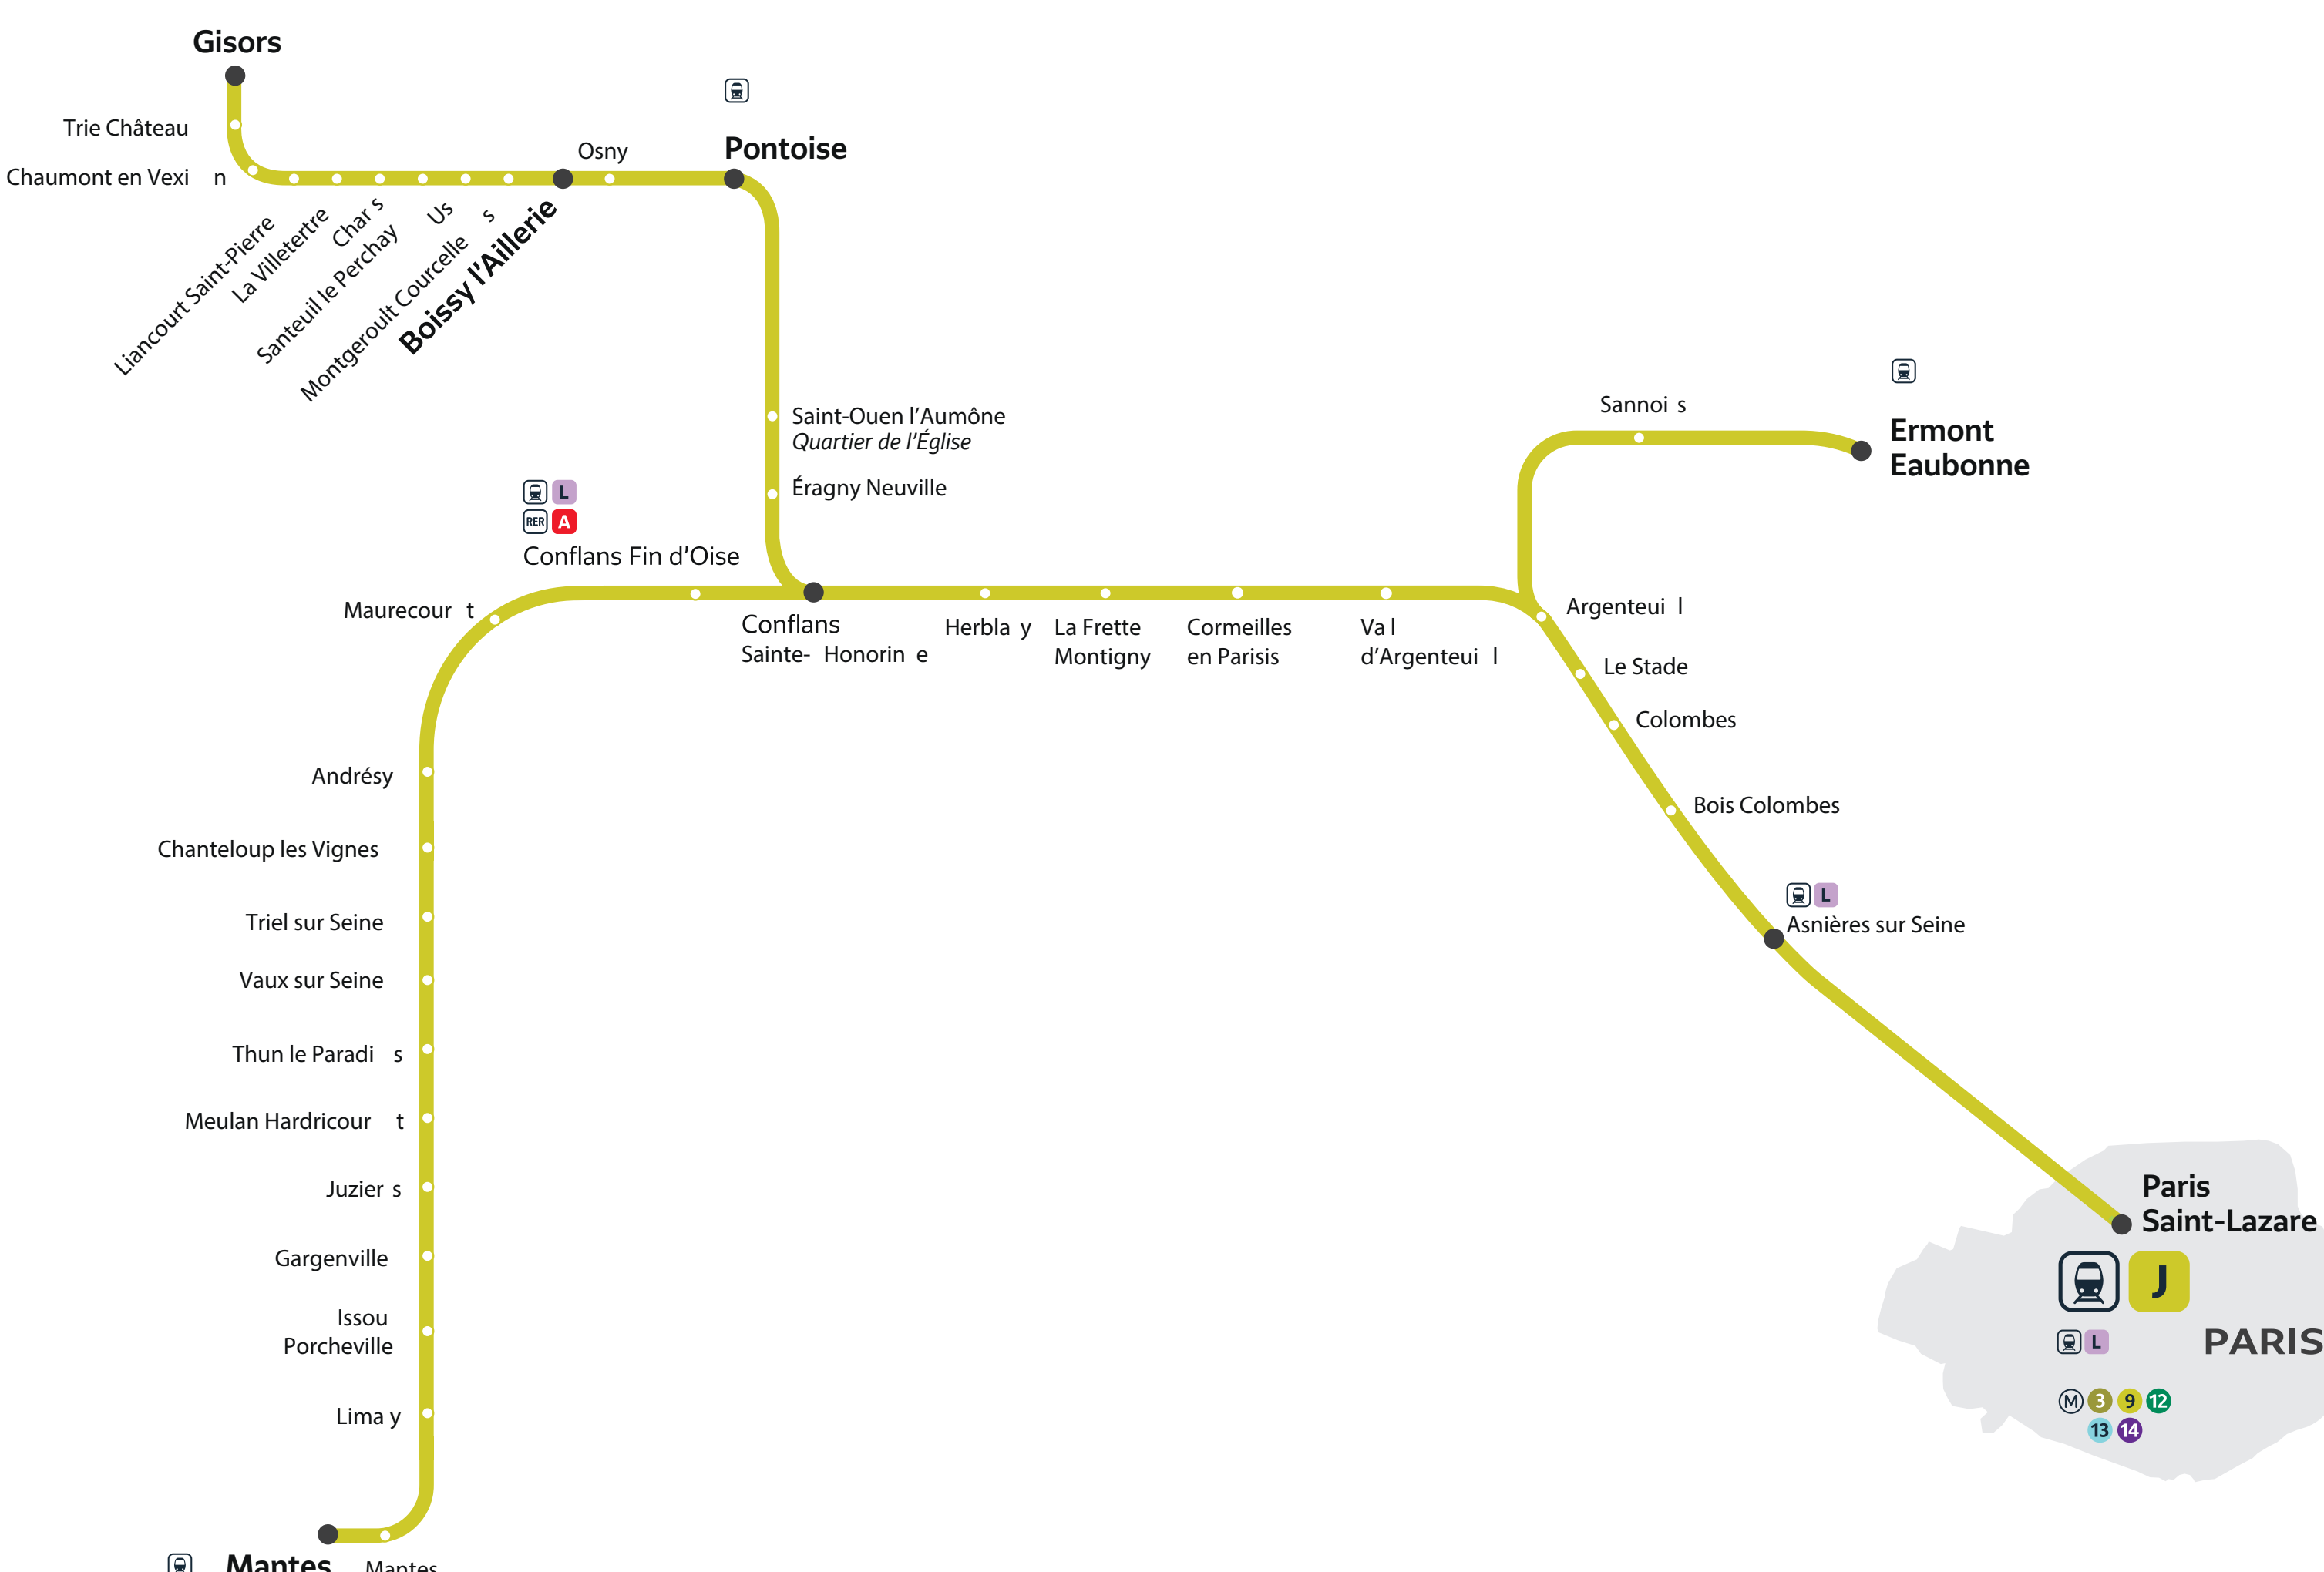 Gisors
Trie Château
Chaumont en Vexi n
Liancourt Saint-Pierre
La Villetertre
Char s
Santeuil le Perchay
Us
Montgeroult Courcelle s
Boissy l'Aillerie
Osny
Pontoise
Saint-Ouen l'Aumône
Quartier de l'Église
Éragny Neuville
L
RER A
Conflans Fin d'Oise
Maurecour t
Conflans
Sainte- Honorin e
Herbla y
La Frette
Montigny
Cormeilles
en Parisis
Va l
d'Argenteui l
Sannoi s
Ermont
Eaubonne
Argenteui l
Le Stade
Colombes
Bois Colombes
L
Asnières sur Seine
Andrésy
Chanteloup les Vignes
Triel sur Seine
Vaux sur Seine
Thun le Paradi s
Meulan Hardricour t
Juzier s
Gargenville
Issou
Porcheville
Lima y
Mantes
Mantes
Paris
Saint-Lazare
J
L
PARIS
M 3 9 12
13 14